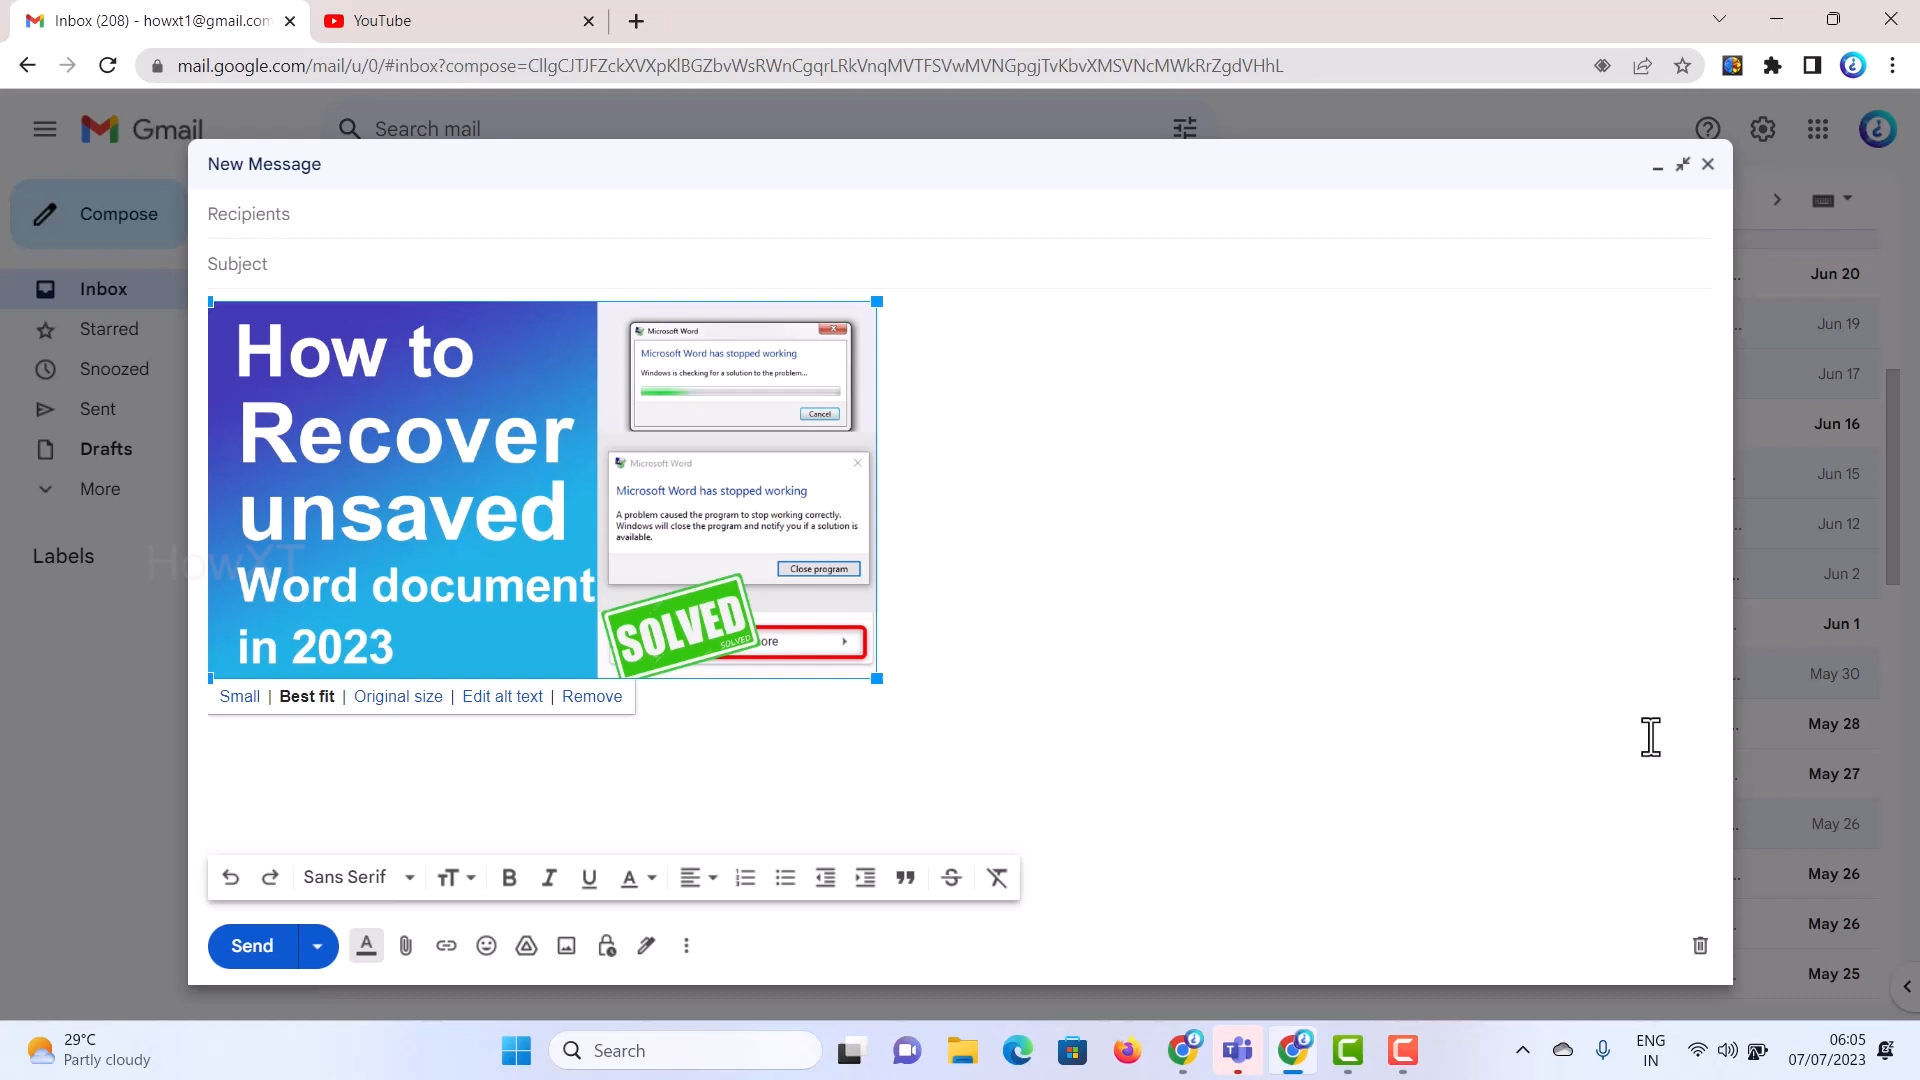 Inbox (208) - howxt1@gmail.com
YouTube
mail.google.com/mail/u/0/#inbox?compose=CllgCJTJFZckXVXpKlBGZbvWsRWnCgqrLRkVnqMVTFSVwMVNGpgjTvKbvXMSVNcMWkRrZgdVHhL
Gmail
Search mail
New Message
Compose
Recipients
Subject
Inbox
Starred
Snoozed
Sent
Drafts
More
Labels
HowXT
How to
Recover
unsaved
Word document
in 2023
Microsoft Word
Microsoft Word has stopped working
Windows is checking for a solution to the problem...
Cancel
Microsoft Word
Microsoft Word has stopped working
A problem caused the program to stop working correctly.
Windows will close the program and notify you if a solution is
available.
Close program
SOLVED
SOLVED
ore
Small | Best fit | Original size | Edit alt text | Remove
Jun 20
Jun 19
Jun 17
Jun 16
Jun 15
Jun 12
Jun 2
Jun 1
May 30
May 28
May 27
May 26
May 26
May 26
May 25
Sans Serif
Send
29°C
Partly cloudy
Search
ENG
IN
06:05
07/07/2023